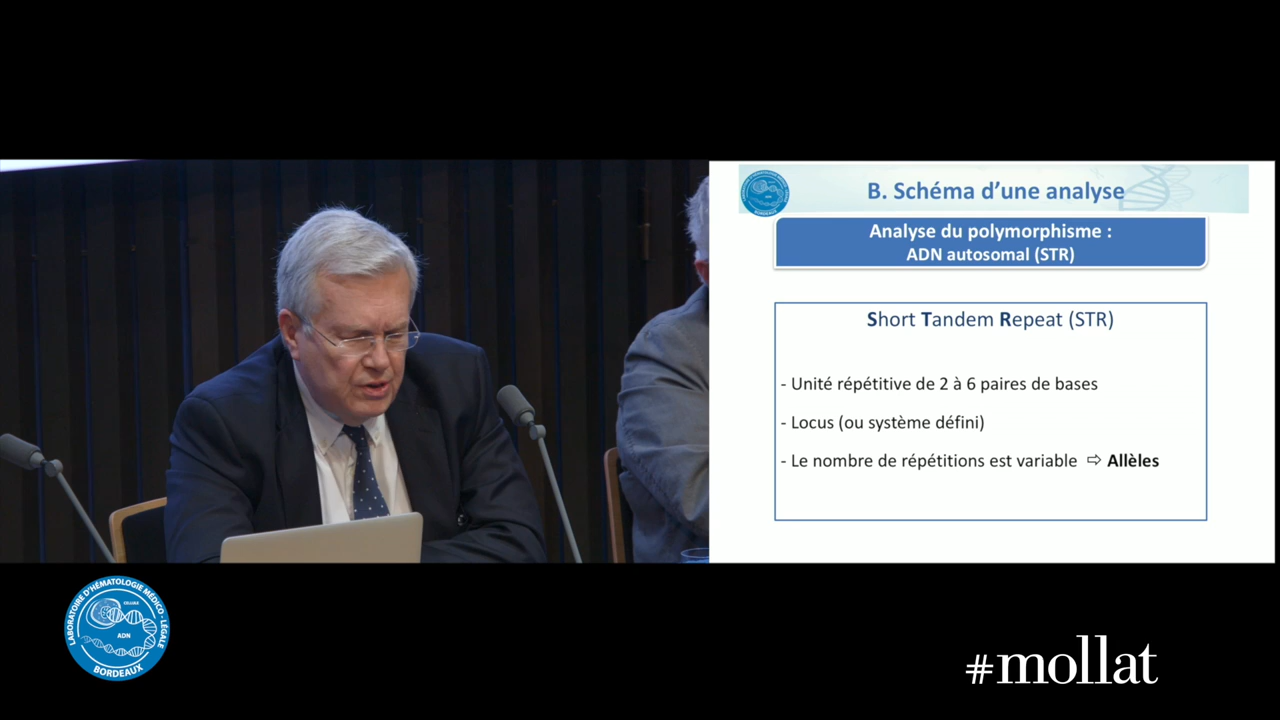 B. Schéma d'une analyse
Analyse du polymorphisme :
ADN autosomal (STR)
Short Tandem Repeat (STR)
- Unité répétitive de 2 à 6 paires de bases
- Locus (ou système défini)
- Le nombre de répétitions est variable ⇨ Allèles
LABORATOIRE D'HÉMATOLOGIE MÉDICO-LÉGALE
CELLULE
ADN
BORDEAUX
#mollat